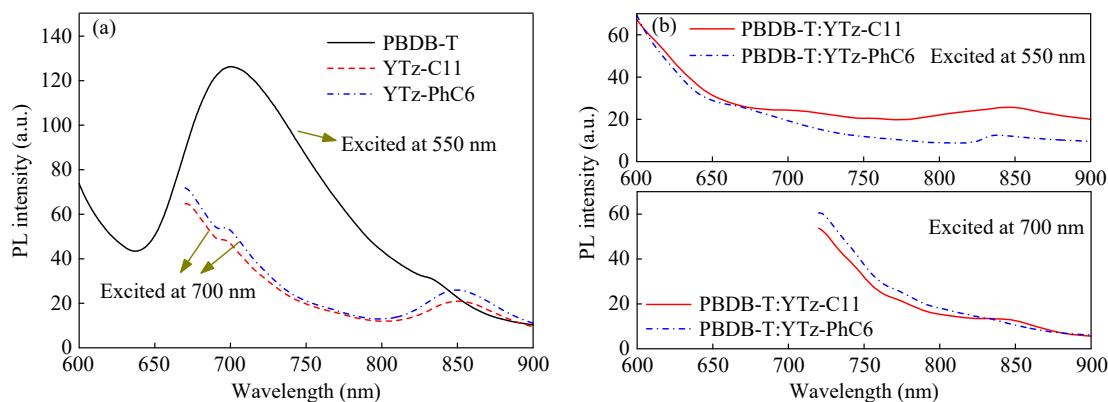 (a)
PBDB-T
YTz-C11
YTz-PhC6
Excited at 550 nm
Excited at 700 nm
140
120
100
80
60
40
20
0
PL intensity (a.u.)
600 650 700 750 800 850 900
Wavelength (nm)
(b)
PBDB-T:YTz-C11
PBDB-T:YTz-PhC6 Excited at 550 nm
60
40
20
0
600 650 700 750 800 850 900
PL intensity (a.u.)
Excited at 700 nm
60
40
20
0
PBDB-T:YTz-C11
PBDB-T:YTz-PhC6
600 650 700 750 800 850 900
Wavelength (nm)